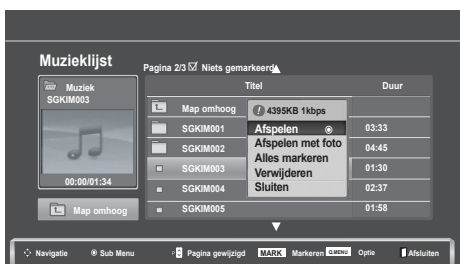 Muzieklijst
Pagina 2/3 Niets gemarkeerd
Muziek
SGKIM003
00:00/01:34
Map omhoog
Titel
Duur
Map omhoog
SGKIM001
03:33
SGKIM002
04:45
SGKIM003
01:30
SGKIM004
02:37
SGKIM005
01:58
4395KB 1kbps
Afspelen
Afspelen met foto
Alles markeren
Verwijderen
Sluiten
Navigatie Sub Menu Pagina gewijzigd MARK Markeren Q.MENU Optie Afsluiten